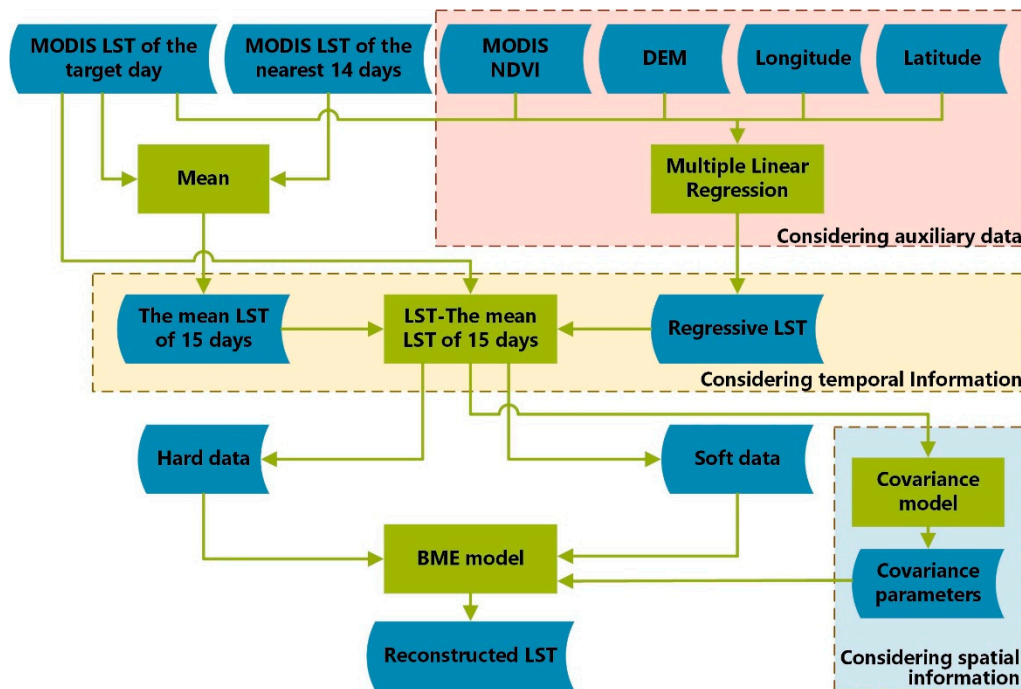 MODIS LST of the
target day
MODIS LST of the
nearest 14 days
MODIS
NDVI
DEM
Longitude
Latitude
Mean
Multiple Linear
Regression
Considering auxiliary data
The mean LST
of 15 days
LST-The mean
LST of 15 days
Regressive LST
Considering temporal Information
Hard data
Soft data
Covariance
model
BME model
Covariance
parameters
Reconstructed LST
Considering spatial
information